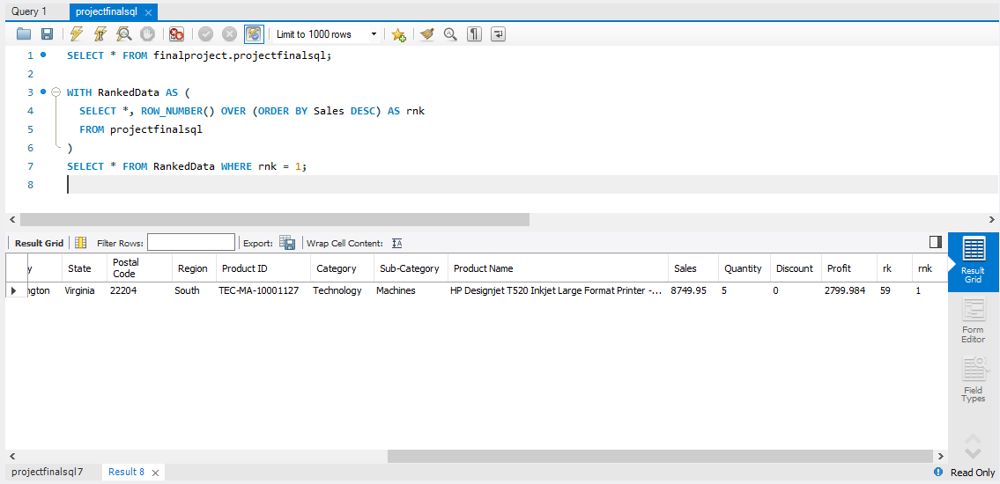 Query 1
projectfinalsql
Limit to 1000 rows
1 SELECT * FROM finalproject.projectfinalsql;
2
3 WITH RankedData AS (
4 SELECT *, ROW_NUMBER() OVER (ORDER BY Sales DESC) AS rnk
5 FROM projectfinalsql
6 )
7 SELECT * FROM RankedData WHERE rnk = 1;
8
Result Grid Filter Rows: Export: Wrap Cell Content:
y State Postal Code Region Product ID Category Sub-Category Product Name Sales Quantity Discount Profit rk rnk
ngton Virginia 22204 South TEC-MA-10001127 Technology Machines HP Designjet T520 Inkjet Large Format Printer -... 8749.95 5 0 2799.984 59 1
Result Grid
Form Editor
Field Types
projectfinalsql7 Result 8
Read Only